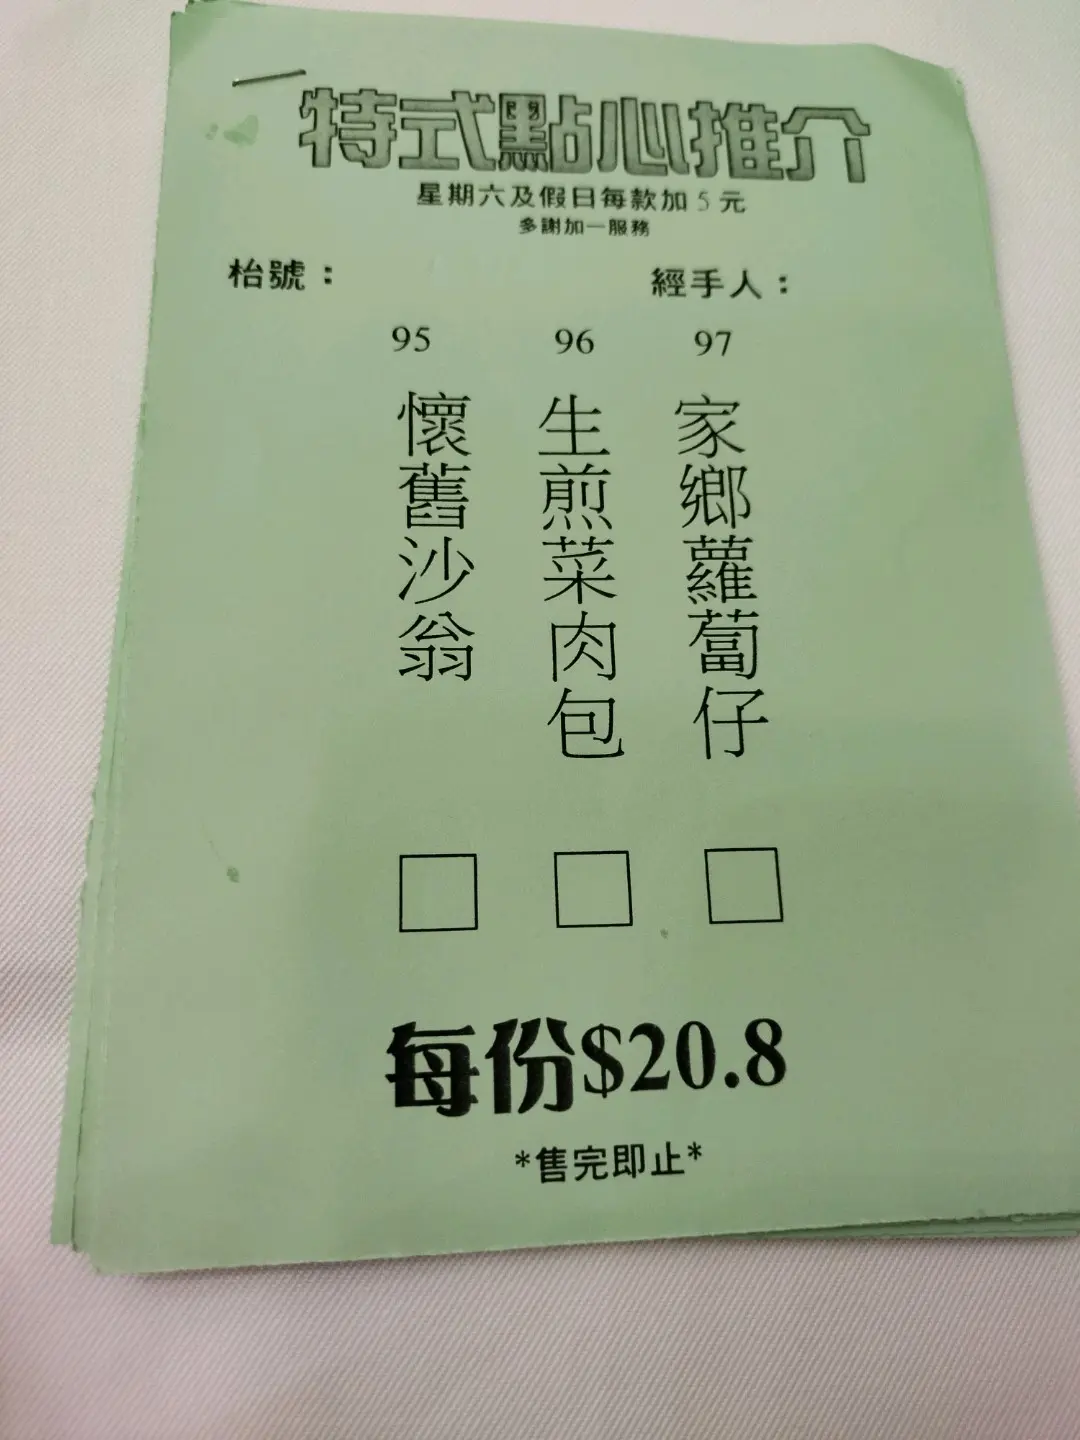 特式點心推介
星期六及假日每款加5元
多謝加一服務
枱號：
經手人：
95
96
97
懷舊沙翁
生煎菜肉包
家鄉蘿蔔仔
每份$20.8
*售完即止*